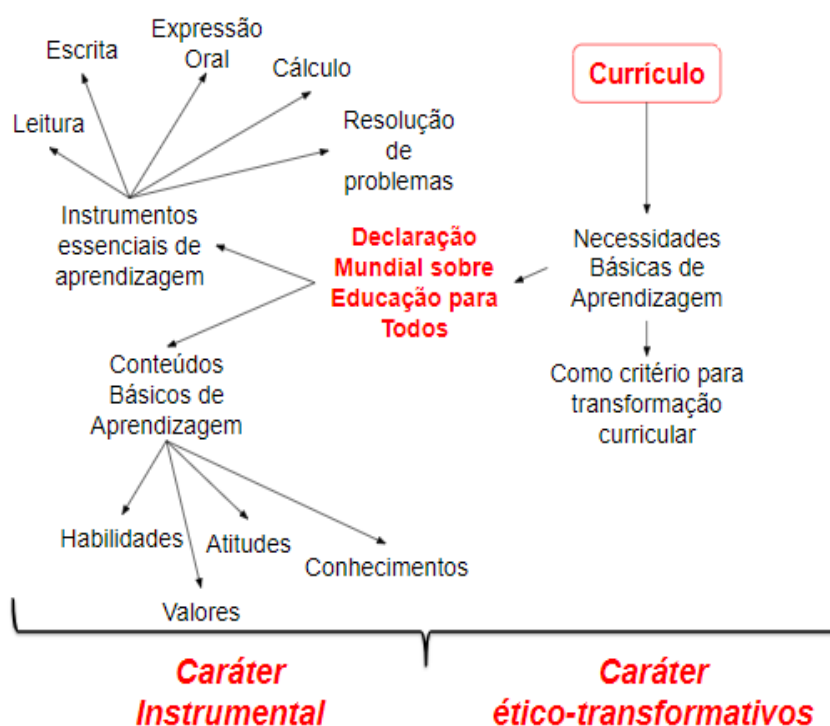 Escrita
Expressão
Oral
Cálculo
Leitura
Resolução
de
problemas
Instrumentos
essenciais de
aprendizagem
Currículo
Declaração
Mundial sobre
Educação para
Todos
Necessidades
Básicas de
Aprendizagem
Como critério para
transformação
curricular
Conteúdos
Básicos de
Aprendizagem
Habilidades
Atitudes
Conhecimentos
Valores
Caráter
Instrumental
Caráter
ético-transformativos